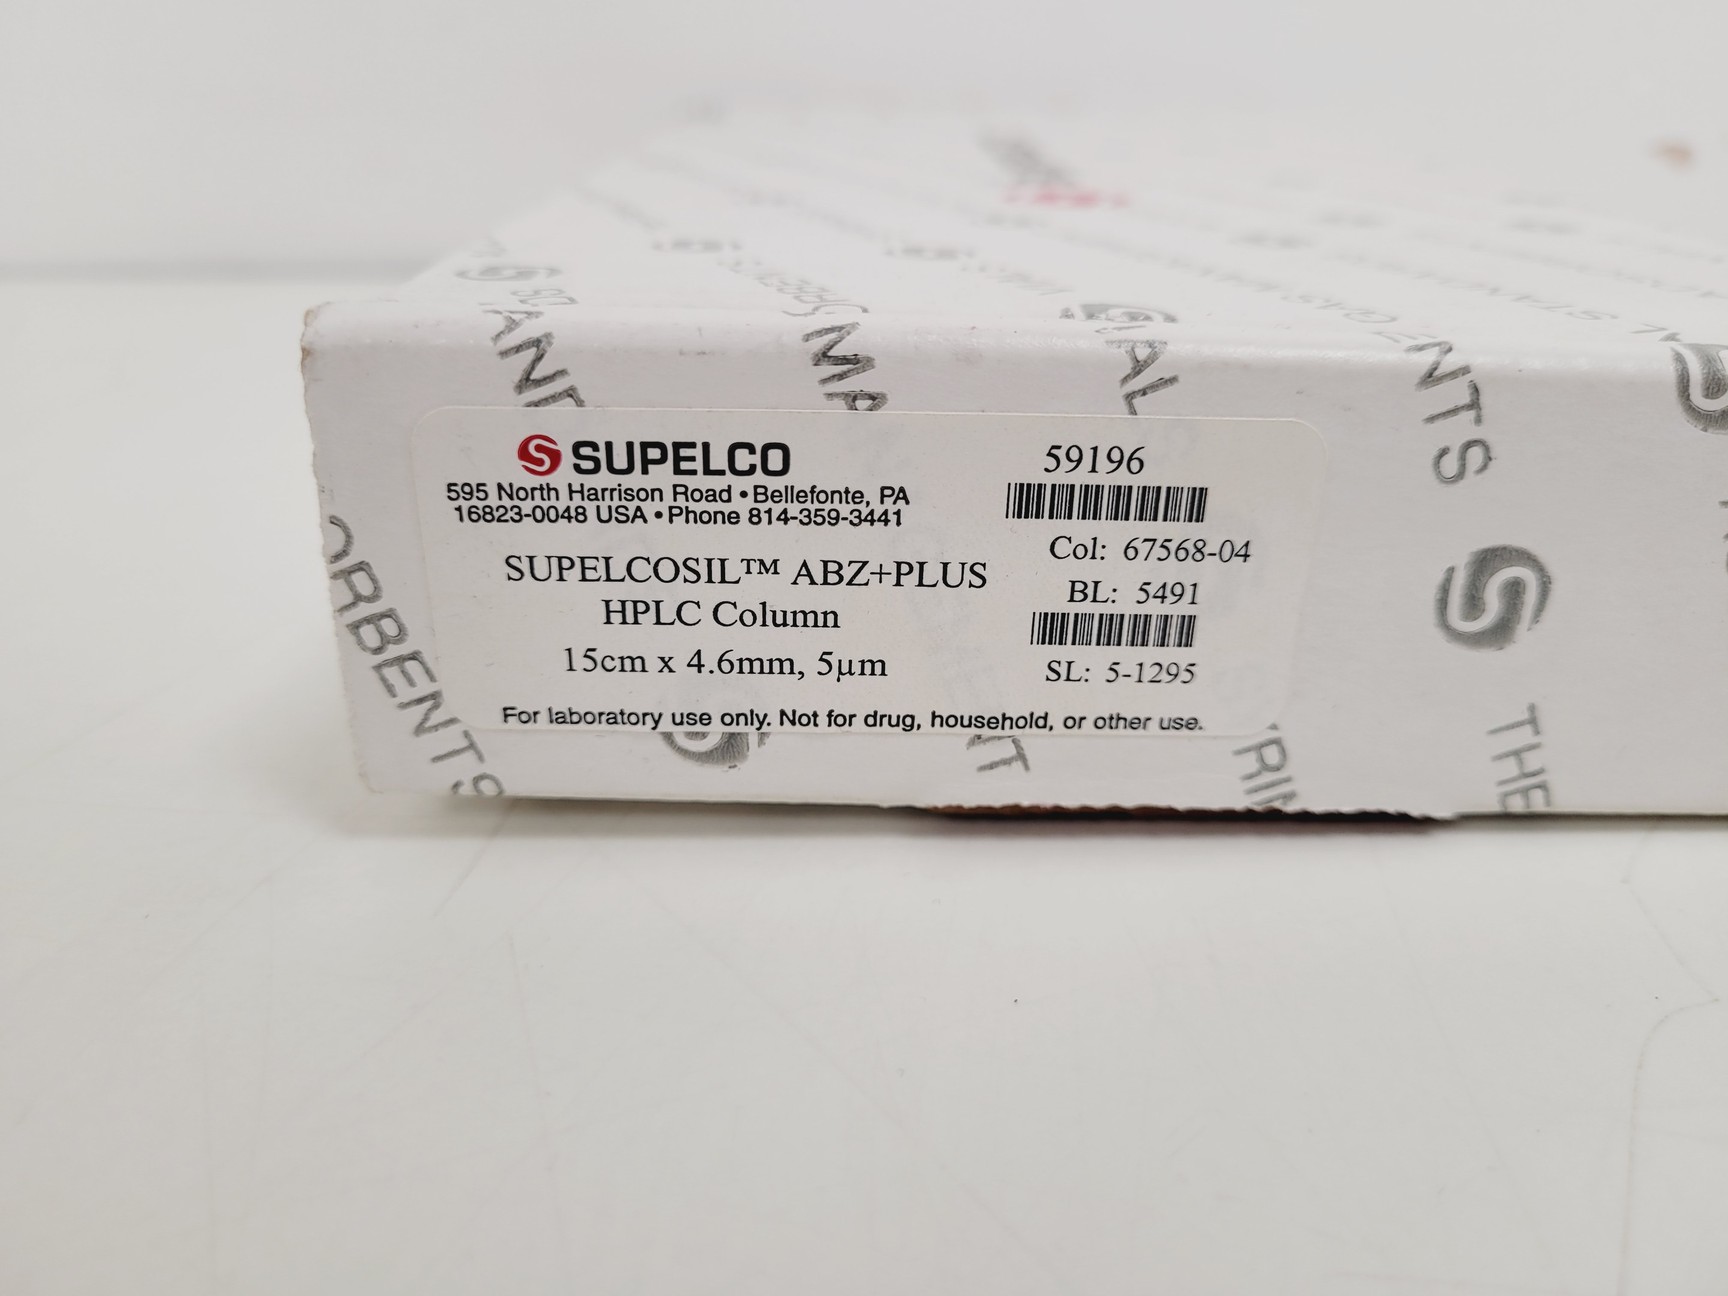 SUPELCO
595 North Harrison Road • Bellefonte, PA
16823-0048 USA • Phone 814-359-3441
SUPELCOSIL™ ABZ+PLUS
HPLC Column
15cm x 4.6mm, 5µm
59196
Col: 67568-04
BL: 5491
SL: 5-1295
For laboratory use only. Not for drug, household, or other use.
ORBENTS
THE